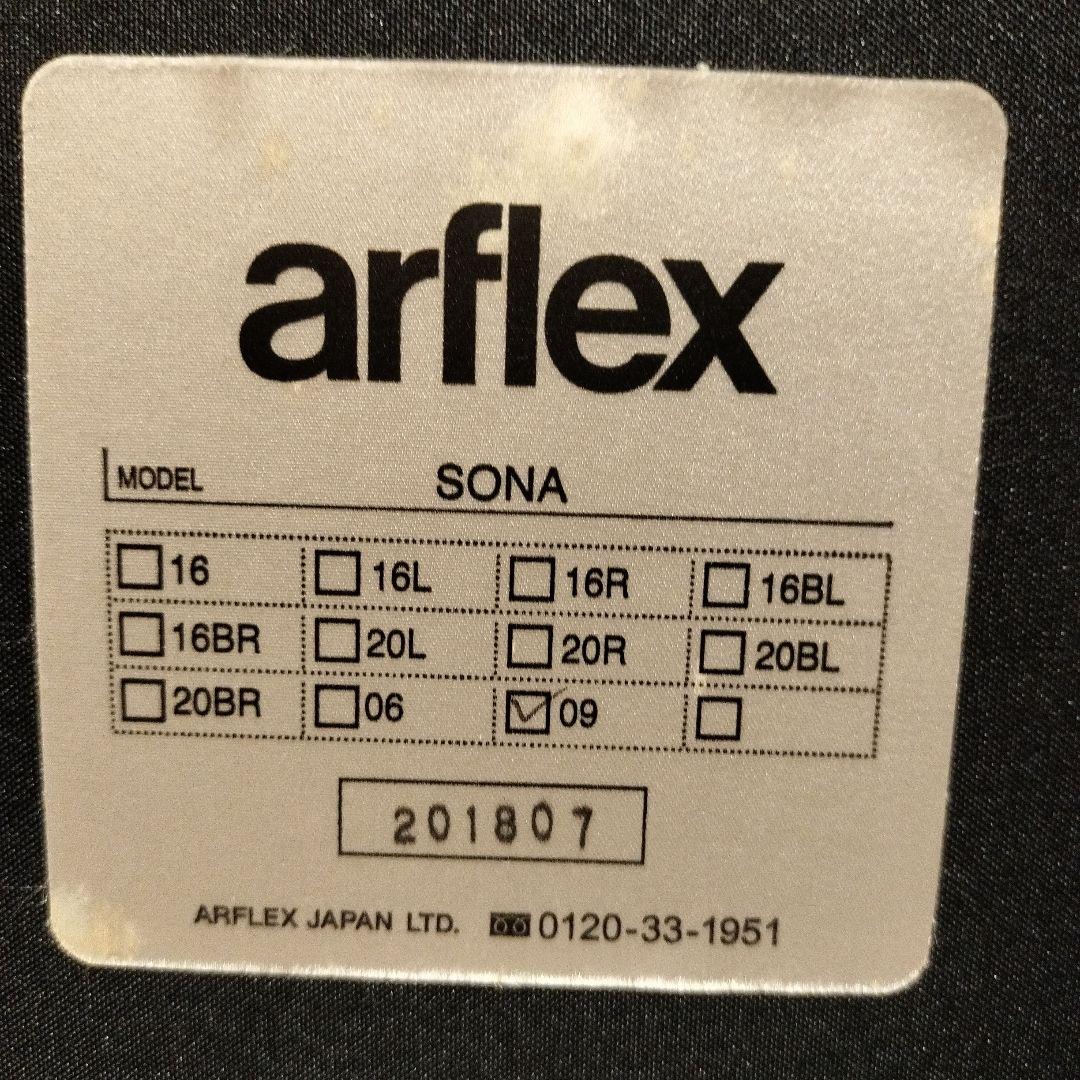 arflex
MODEL SONA
☐16 ☐16L ☐16R ☐16BL
☐16BR ☐20L ☐20R ☐20BL
☐20BR ☐06 ☑09 ☐
201807
ARFLEX JAPAN LTD. 0120-33-1951